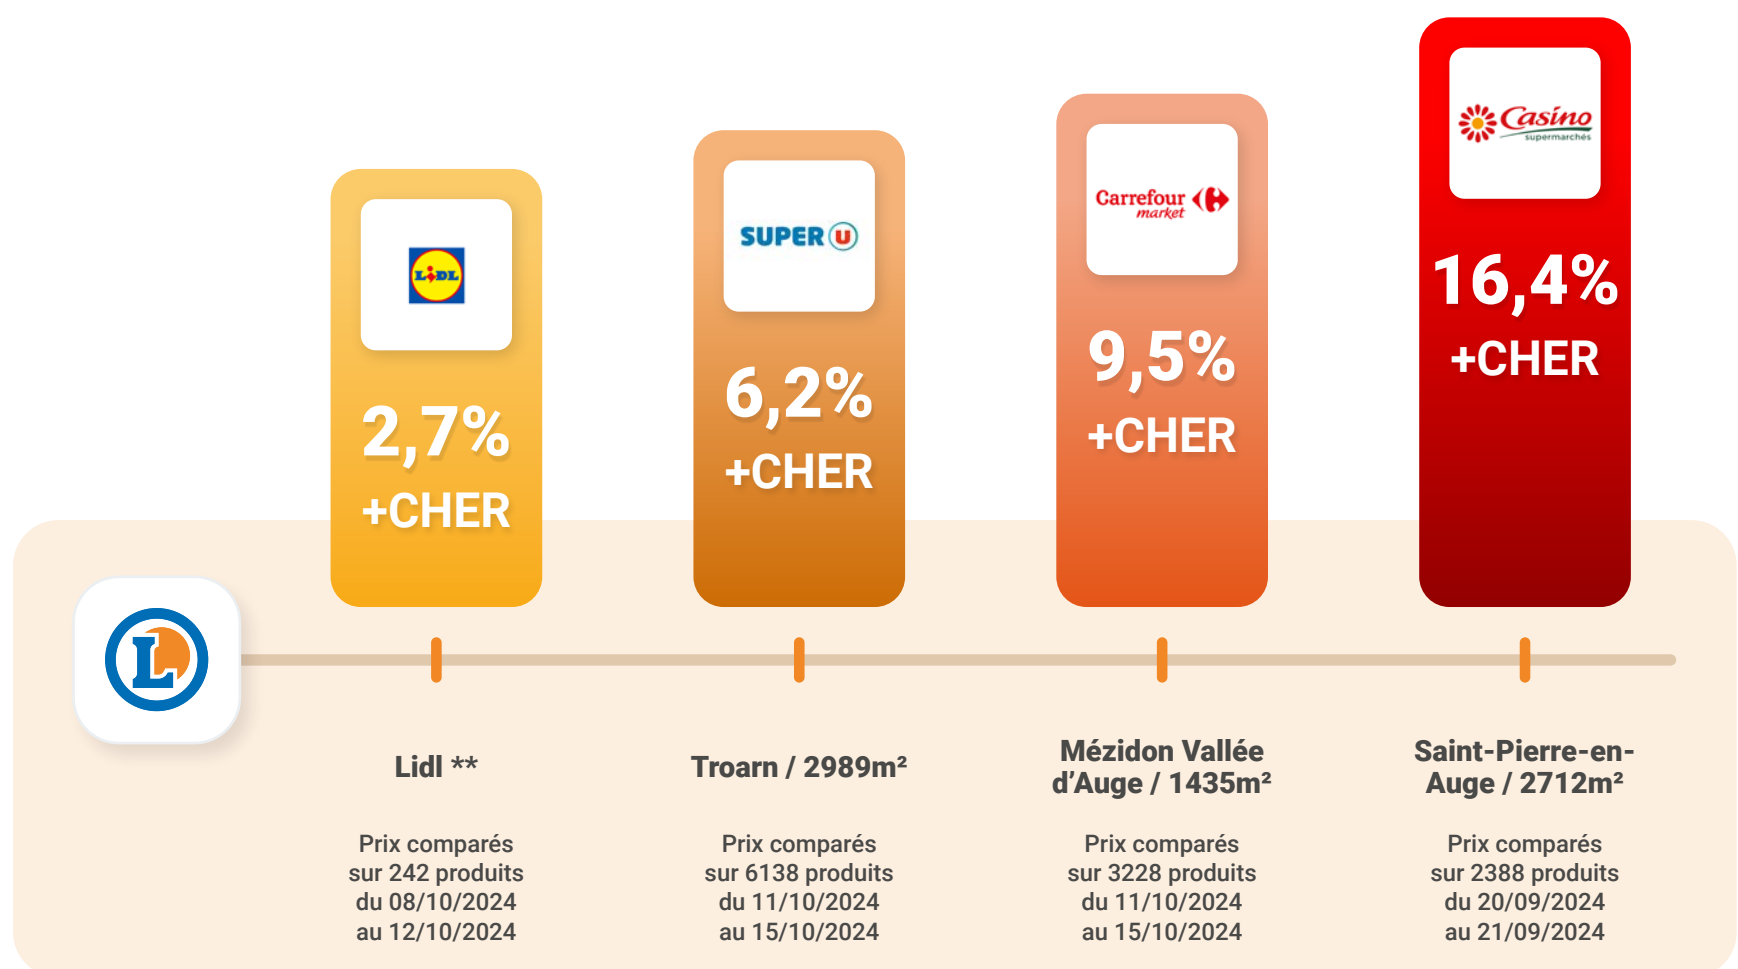 LIDL
2,7%
+CHER
SUPER U
6,2%
+CHER
Carrefour
market
9,5%
+CHER
Casino
supermarchés
16,4%
+CHER
L
Lidl **
Prix comparés
sur 242 produits
du 08/10/2024
au 12/10/2024
Troarn / 2989m²
Prix comparés
sur 6138 produits
du 11/10/2024
au 15/10/2024
Mézidon Vallée
d’Auge / 1435m²
Prix comparés
sur 3228 produits
du 11/10/2024
au 15/10/2024
Saint-Pierre-en-
Auge / 2712m²
Prix comparés
sur 2388 produits
du 20/09/2024
au 21/09/2024